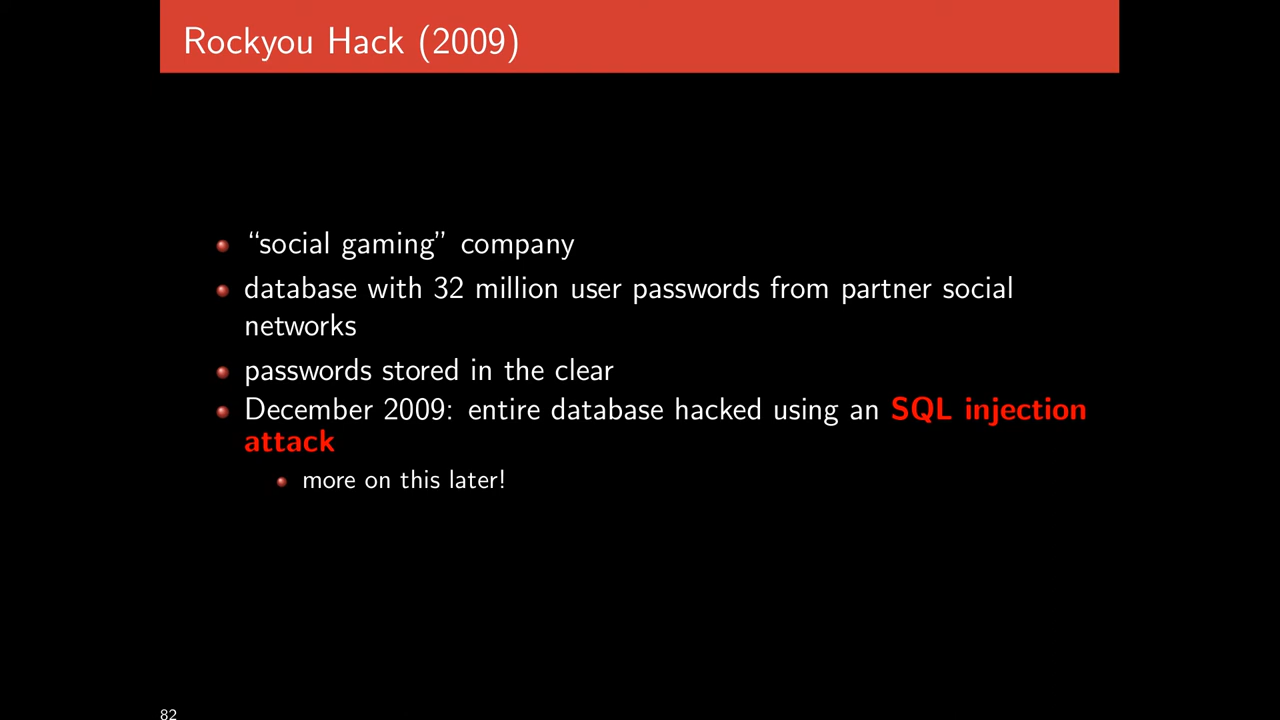 Rockyou Hack (2009)
“social gaming” company
database with 32 million user passwords from partner social
networks
passwords stored in the clear
December 2009: entire database hacked using an SQL injection
attack
more on this later!
82